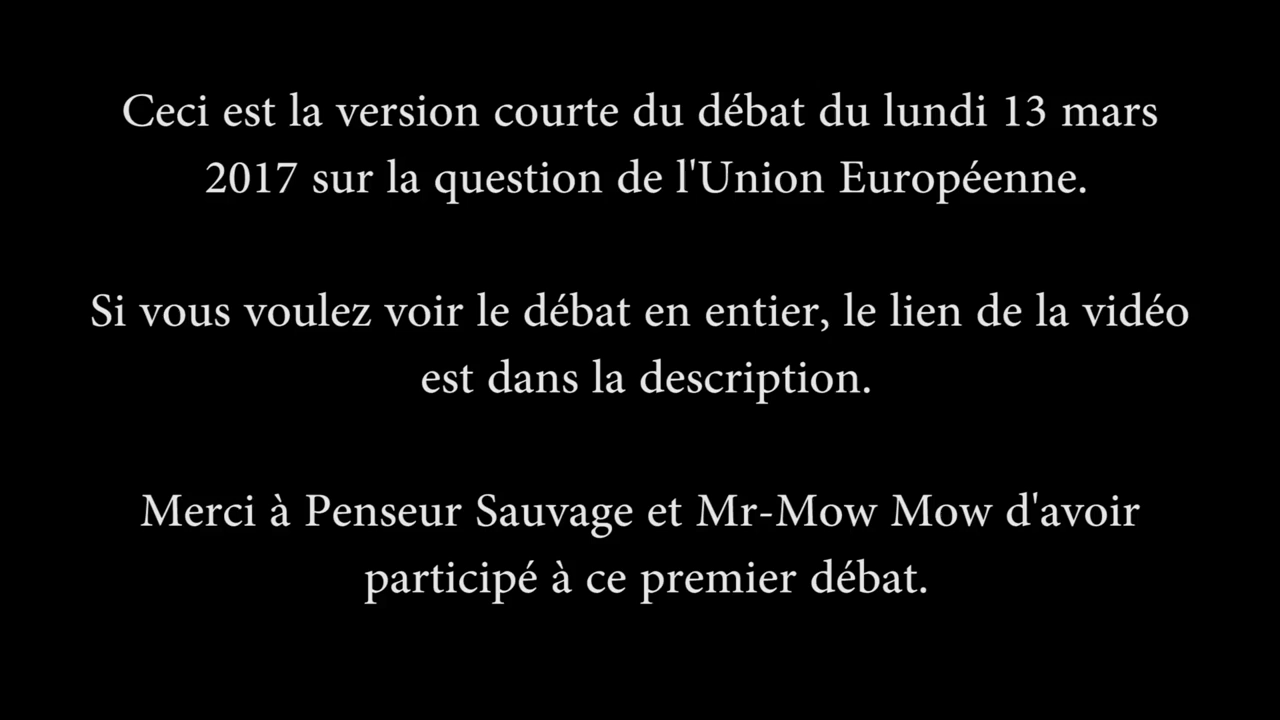 Ceci est la version courte du débat du lundi 13 mars
2017 sur la question de l'Union Européenne.
Si vous voulez voir le débat en entier, le lien de la vidéo
est dans la description.
Merci à Penseur Sauvage et Mr-Mow Mow d'avoir
participé à ce premier débat.